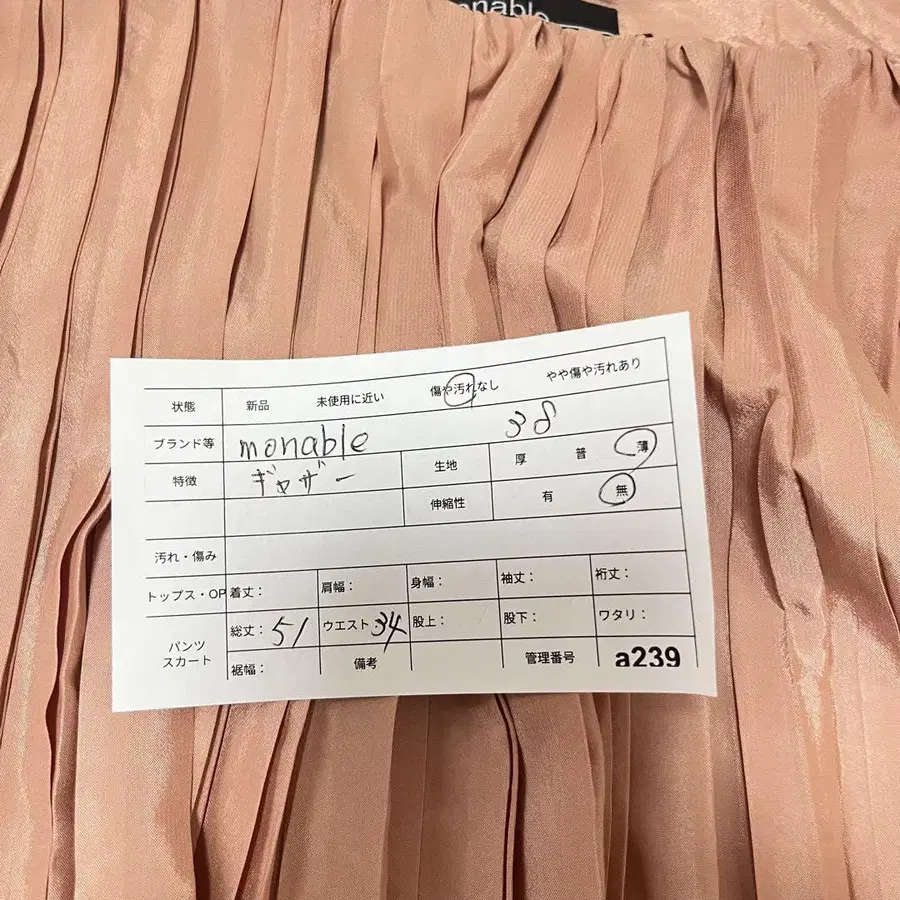 monable
状態 新品 未使用に近い 傷や汚れなし やや傷や汚れあり
ブランド等 monable 38
特徴 ギャザー 生地 厚 普 薄
伸縮性 有 無
汚れ・傷み
トップス・OP 着丈: 肩幅: 身幅: 袖丈: 裄丈:
パンツ スカート 総丈: 51 ウエスト 34 股上: 股下: ワタリ:
裾幅: 備考 管理番号 a239